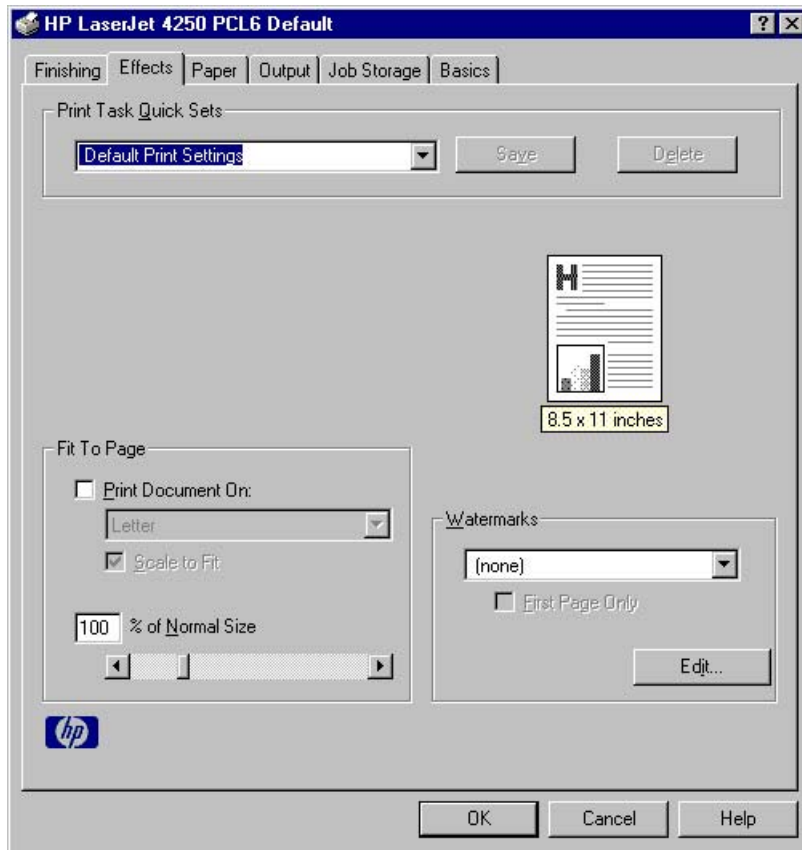 HP LaserJet 4250 PCL6 Default
Finishing Effects Paper Output Job Storage Basics
Print Task Quick Sets
Default Print Settings Save Delete
H
8.5 x 11 inches
Fit To Page
Print Document On:
Letter
Scale to Fit
100 % of Normal Size
Watermarks
(none)
First Page Only
Edit...
hp
OK Cancel Help